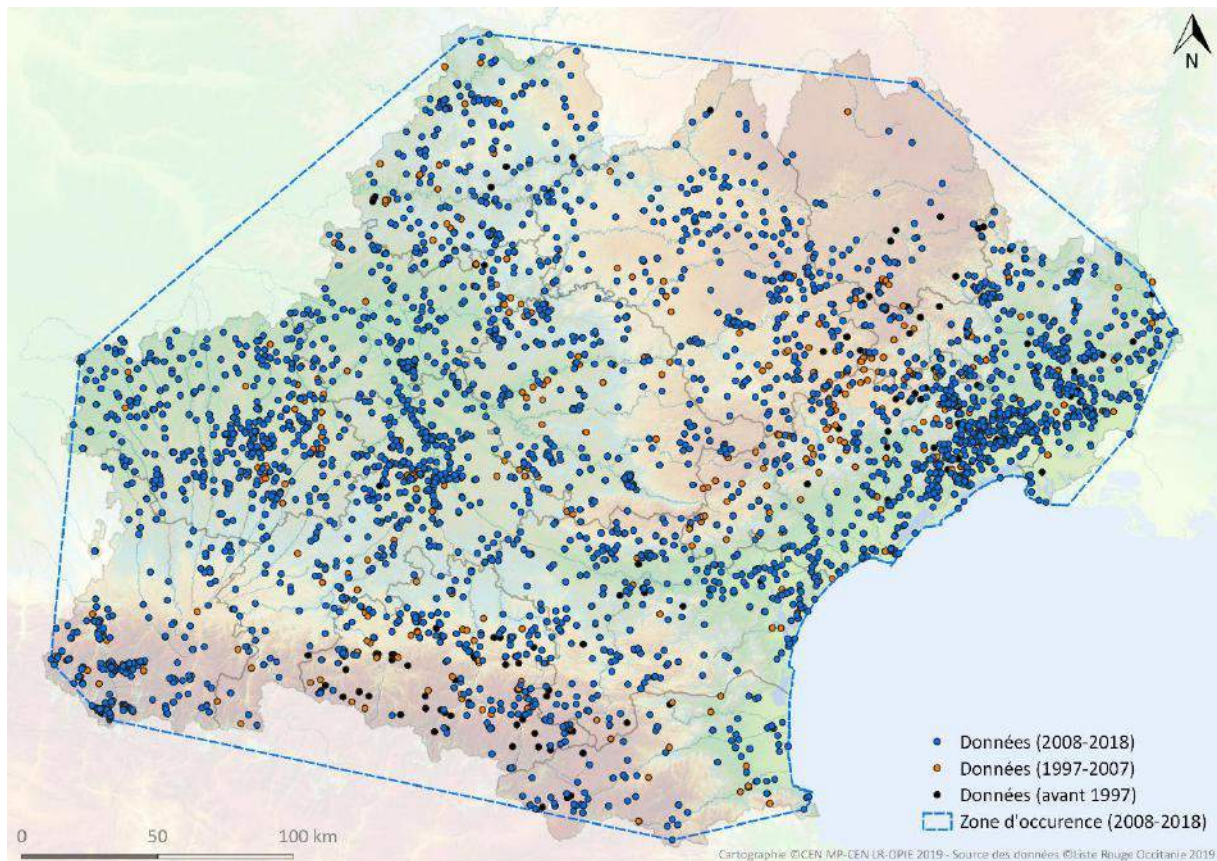 N
Données (2008-2018)
Données (1997-2007)
Données (avant 1997)
Zone d'occurence (2008-2018)
0 50 100 km
Cartographie ©CEN MP-CEN LR-OPIE 2019 - Source des données ©Liste Rouge Occitanie 2019